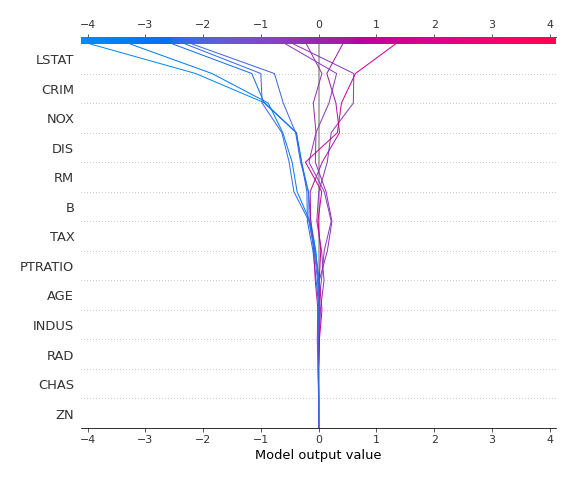 −4 −3 −2 −1 0 1 2 3 4
LSTAT
CRIM
NOX
DIS
RM
B
TAX
PTRATIO
AGE
INDUS
RAD
CHAS
ZN
−4 −3 −2 −1 0 1 2 3 4
Model output value